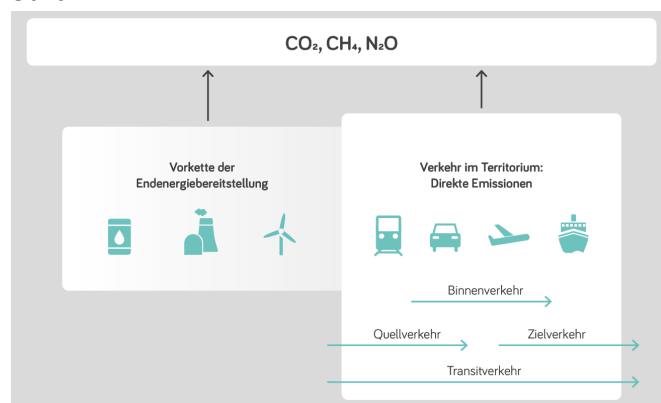 CO₂, CH₄, N₂O
Vorkette der
Endenergiebereitstellung
Verkehr im Territorium:
Direkte Emissionen
Binnenverkehr
Quellverkehr
Zielverkehr
Transitverkehr